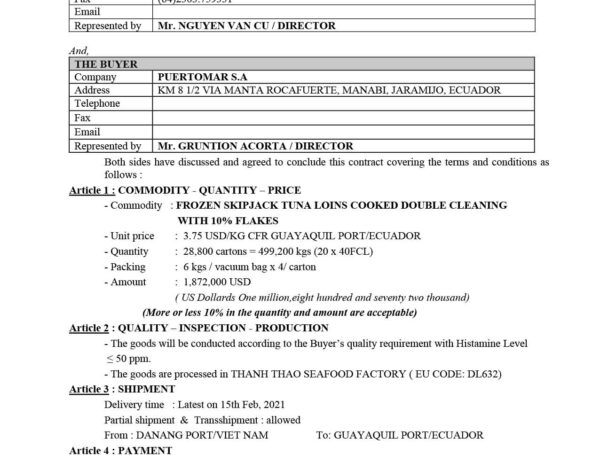 Email
Represented by Mr. NGUYEN VAN CU / DIRECTOR
And,
THE BUYER
Company PUERTOMAR S.A
Address KM 8 1/2 VIA MANTA ROCAFUERTE, MANABI, JARAMIJO, ECUADOR
Telephone
Fax
Email
Represented by Mr. GRUNTION ACORTA / DIRECTOR
Both sides have discussed and agreed to conclude this contract covering the terms and conditions as
follows :
Article 1 : COMMODITY - QUANTITY – PRICE
- Commodity : FROZEN SKIPJACK TUNA LOINS COOKED DOUBLE CLEANING
WITH 10% FLAKES
- Unit price : 3.75 USD/KG CFR GUAYAQUIL PORT/ECUADOR
- Quantity : 28,800 cartons = 499,200 kgs (20 x 40FCL)
- Packing : 6 kgs / vacuum bag x 4/ carton
- Amount : 1,872,000 USD
( US Dollards One million,eight hundred and seventy two thousand)
(More or less 10% in the quantity and amount are acceptable)
Article 2 : QUALITY – INSPECTION - PRODUCTION
- The goods will be conducted according to the Buyer's quality requirement with Histamine Level
≤ 50 ppm.
- The goods are processed in THANH THAO SEAFOOD FACTORY ( EU CODE: DL632)
Article 3 : SHIPMENT
Delivery time : Latest on 15th Feb, 2021
Partial shipment & Transshipment : allowed
From : DANANG PORT/VIET NAM To: GUAYAQUIL PORT/ECUADOR
Article 4 : PAYMENT